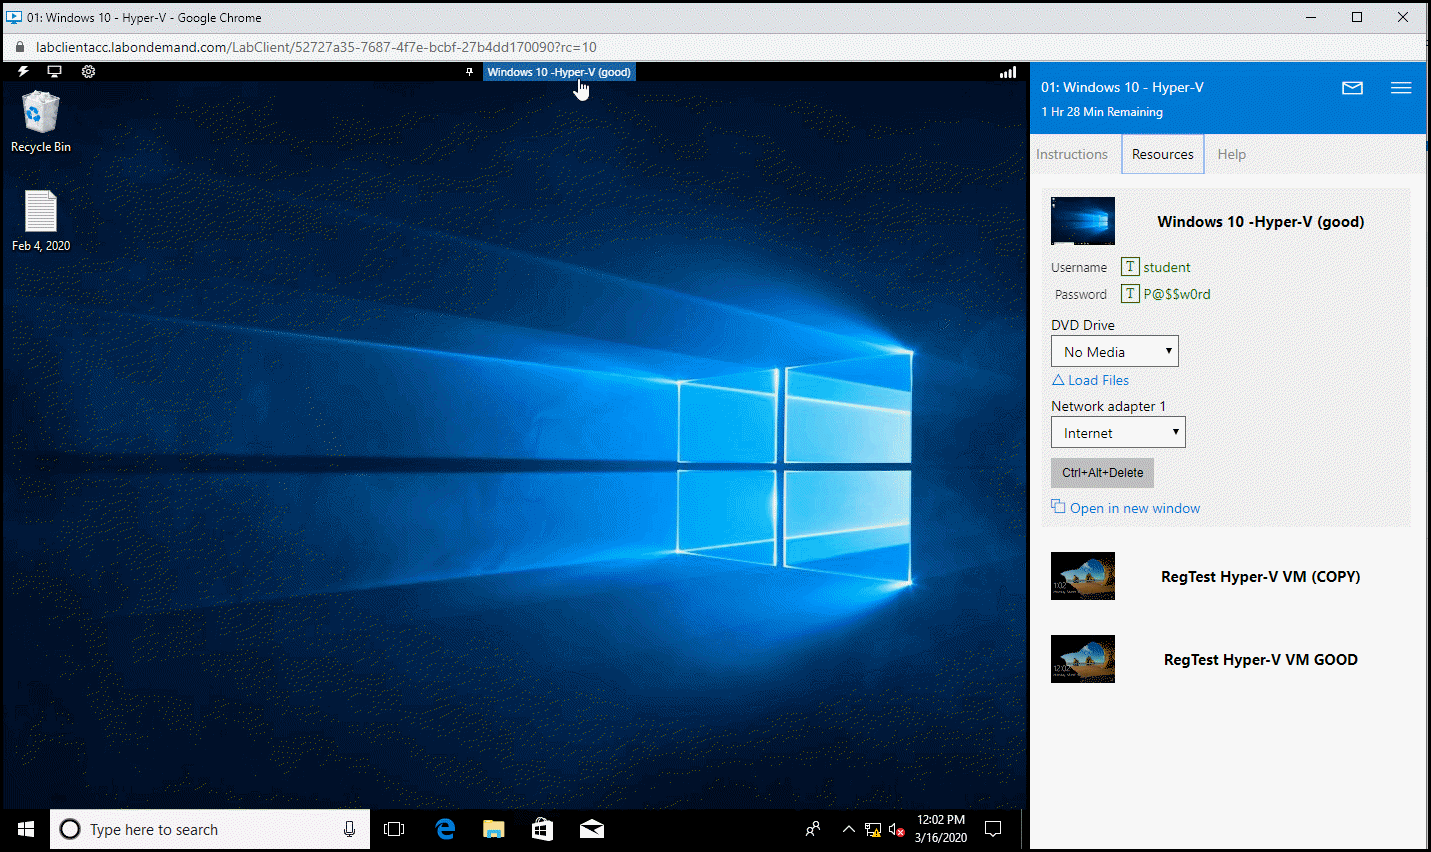 01: Windows 10 - Hyper-V - Google Chrome
labclientacc.labondemand.com/LabClient/52727a35-7687-4f7e-bcbf-27b4dd170090?rc=10
Windows 10 -Hyper-V (good)
Recycle Bin
Feb 4, 2020
Type here to search
12:02 PM
3/16/2020
01: Windows 10 - Hyper-V
1 Hr 28 Min Remaining
Instructions Resources Help
Windows 10 -Hyper-V (good)
Username T student
Password T P@$$w0rd
DVD Drive
No Media
Load Files
Network adapter 1
Internet
Ctrl+Alt+Delete
Open in new window
1:02
RegTest Hyper-V VM (COPY)
12:02
RegTest Hyper-V VM GOOD